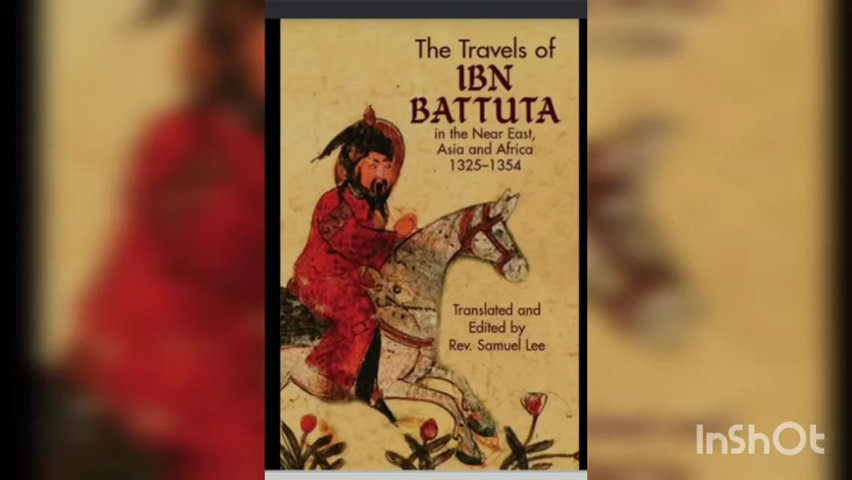 The Travels of
IBN
BATTUTA
in the Near East,
Asia and Africa
1325–1354
Translated and
Edited by
Rev. Samuel Lee
InShOt